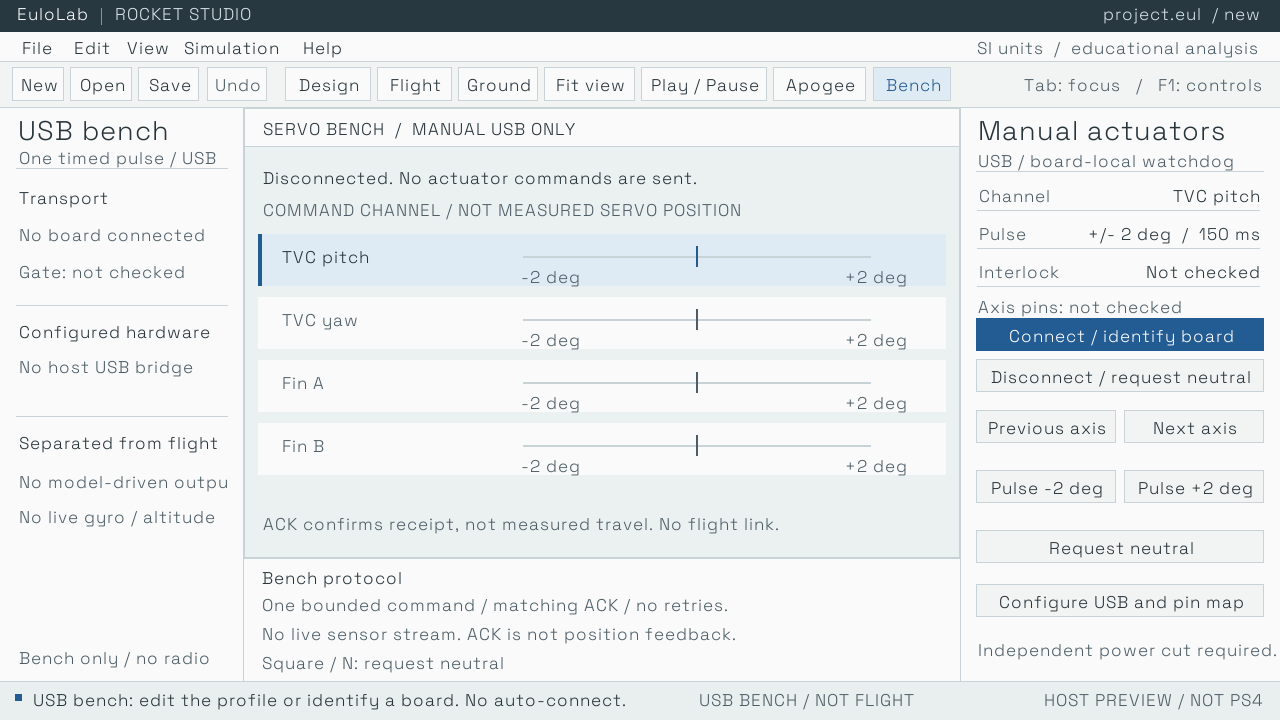 EuloLab | ROCKET STUDIO
project.eul / new
File Edit View Simulation Help
SI units / educational analysis
New Open Save Undo Design Flight Ground Fit view Play / Pause Apogee Bench
Tab: focus / F1: controls
USB bench
One timed pulse / USB
Transport
No board connected
Gate: not checked
Configured hardware
No host USB bridge
Separated from flight
No model-driven outpu
No live gyro / altitude
Bench only / no radio
SERVO BENCH / MANUAL USB ONLY
Disconnected. No actuator commands are sent.
COMMAND CHANNEL / NOT MEASURED SERVO POSITION
TVC pitch
-2 deg +2 deg
TVC yaw
-2 deg +2 deg
Fin A
-2 deg +2 deg
Fin B
-2 deg +2 deg
ACK confirms receipt, not measured travel. No flight link.
Bench protocol
One bounded command / matching ACK / no retries.
No live sensor stream. ACK is not position feedback.
Square / N: request neutral
Manual actuators
USB / board-local watchdog
Channel TVC pitch
Pulse +/- 2 deg / 150 ms
Interlock Not checked
Axis pins: not checked
Connect / identify board
Disconnect / request neutral
Previous axis Next axis
Pulse -2 deg Pulse +2 deg
Request neutral
Configure USB and pin map
Independent power cut required.
USB bench: edit the profile or identify a board. No auto-connect.
USB BENCH / NOT FLIGHT
HOST PREVIEW / NOT PS4